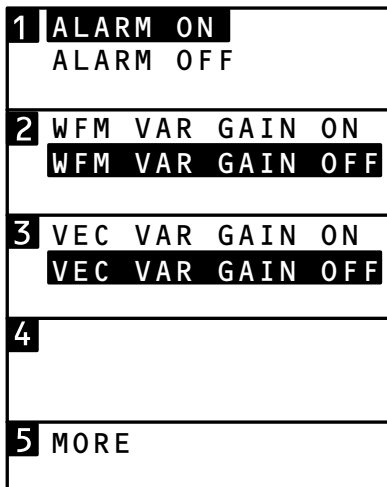 1 ALARM ON
ALARM OFF
2 WFM VAR GAIN ON
WFM VAR GAIN OFF
3 VEC VAR GAIN ON
VEC VAR GAIN OFF
4
5 MORE